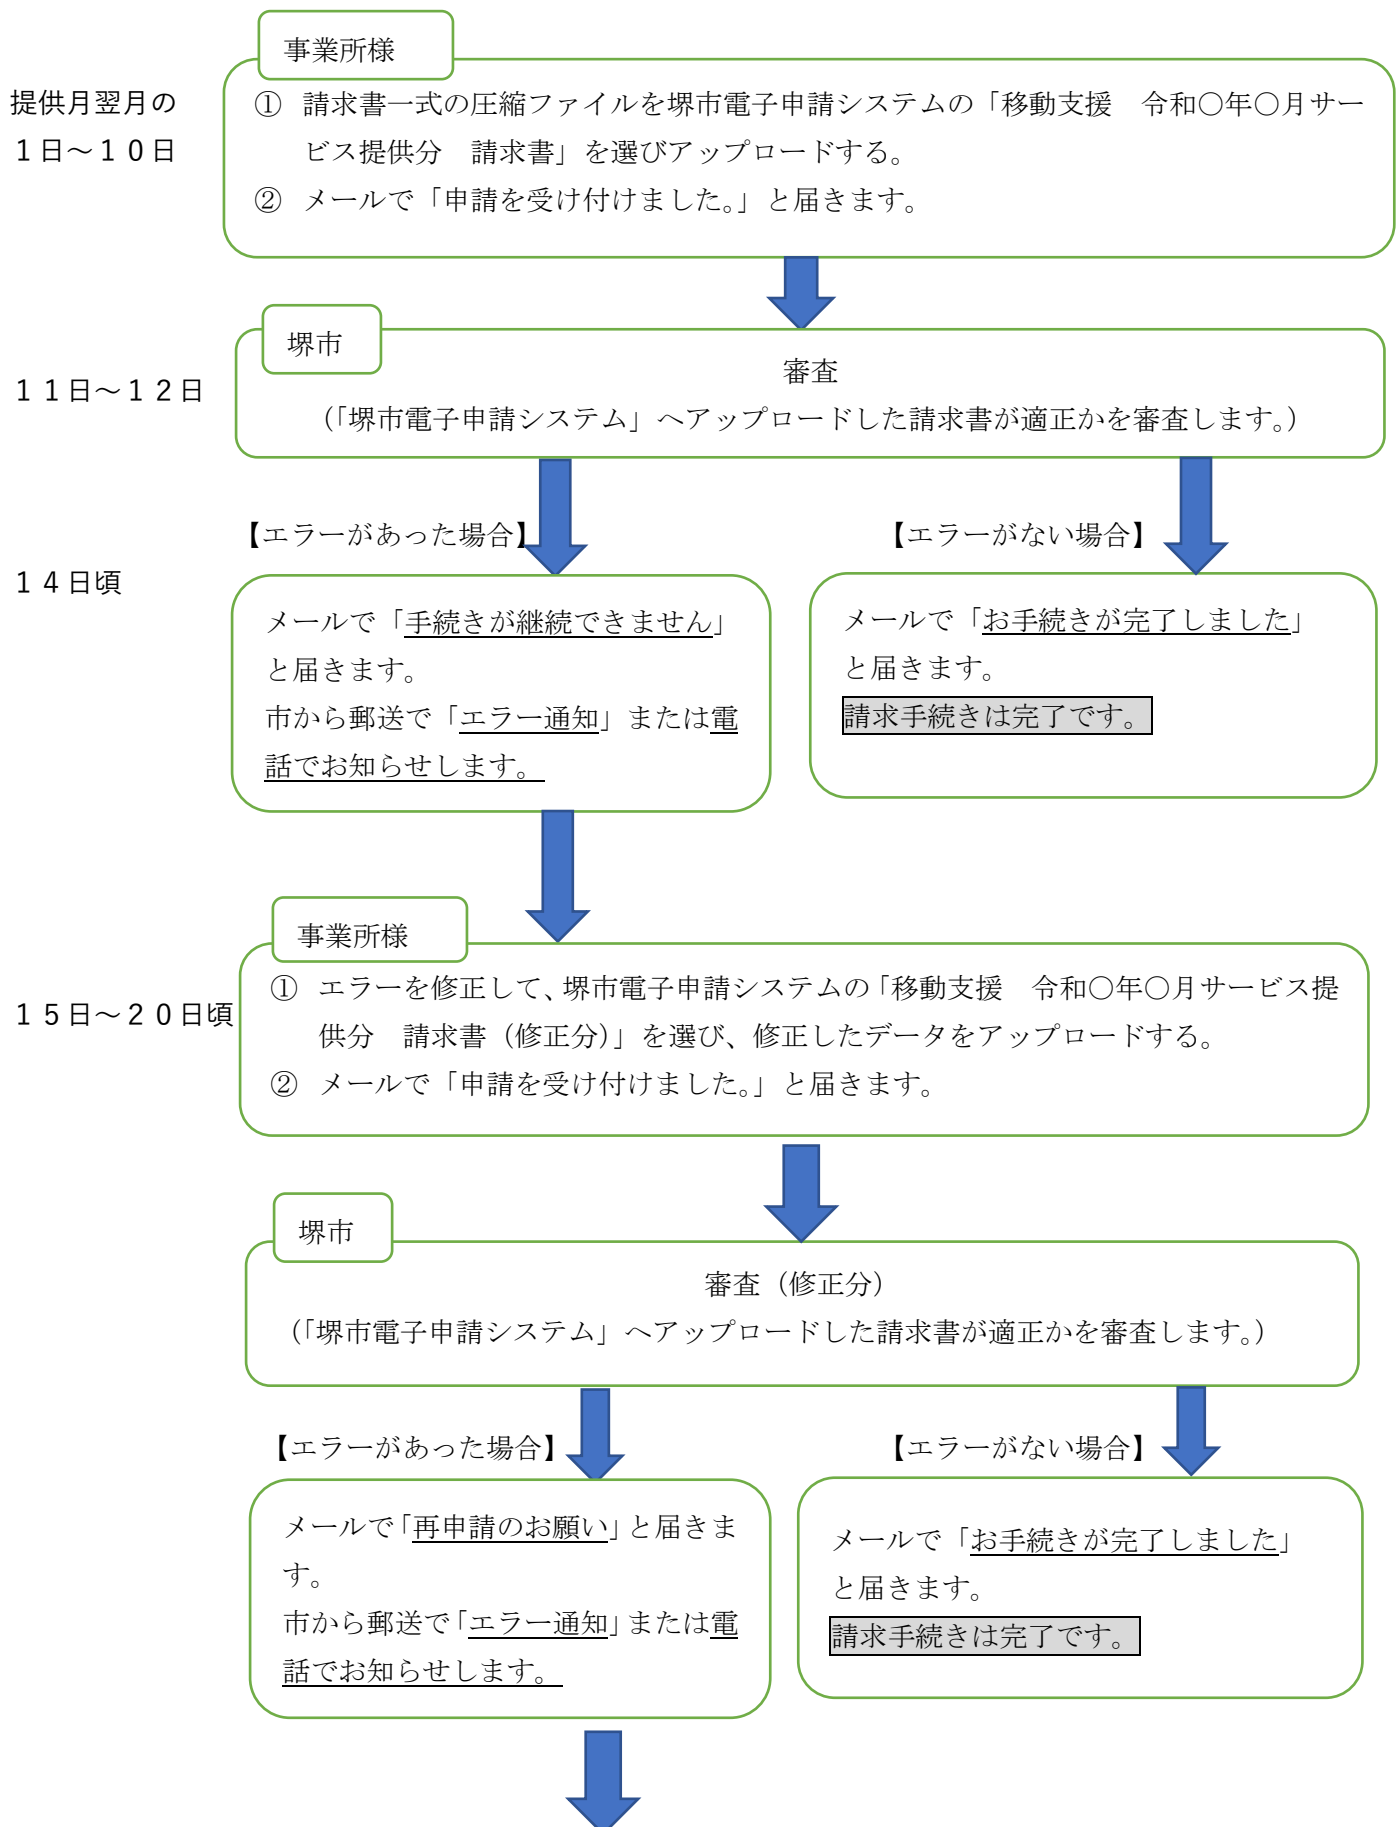 事業所様
提供月翌月の
１日～１０日
① 請求書一式の圧縮ファイルを堺市電子申請システムの「移動支援　令和〇年〇月サー
ビス提供分　請求書」を選びアップロードする。
② メールで「申請を受け付けました。」と届きます。
堺市
１１日～１２日
審査
（「堺市電子申請システム」へアップロードした請求書が適正かを審査します。）
【エラーがあった場合】
【エラーがない場合】
１４日頃
メールで「手続きが継続できません」
と届きます。
市から郵送で「エラー通知」または電
話でお知らせします。
メールで「お手続きが完了しました」
と届きます。
請求手続きは完了です。
事業所様
１５日～２０日頃
① エラーを修正して、堺市電子申請システムの「移動支援　令和〇年〇月サービス提
供分　請求書（修正分）」を選び、修正したデータをアップロードする。
② メールで「申請を受け付けました。」と届きます。
堺市
審査（修正分）
（「堺市電子申請システム」へアップロードした請求書が適正かを審査します。）
【エラーがあった場合】
【エラーがない場合】
メールで「再申請のお願い」と届きま
す。
市から郵送で「エラー通知」または電
話でお知らせします。
メールで「お手続きが完了しました」
と届きます。
請求手続きは完了です。